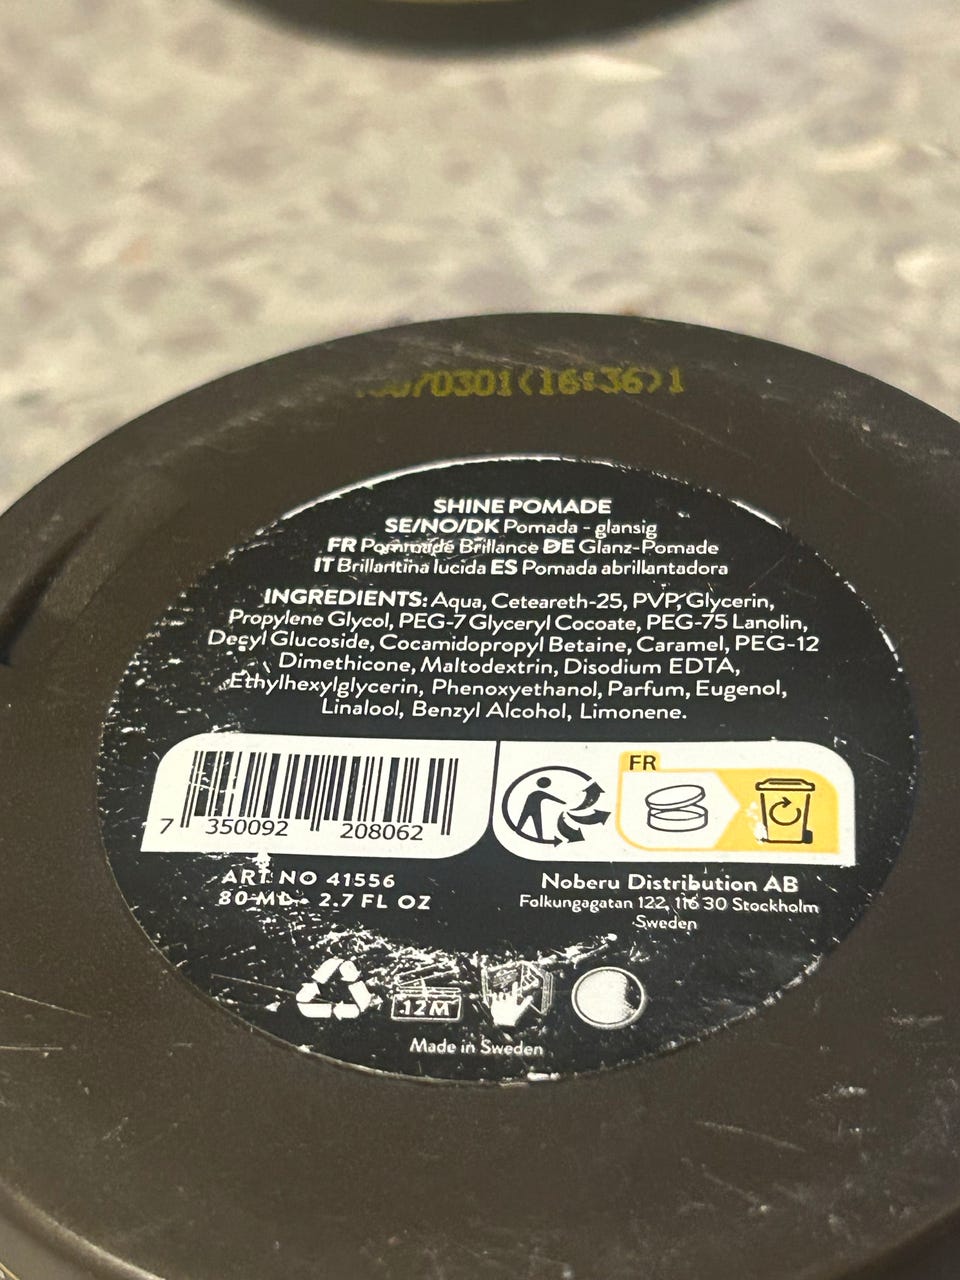 0301(16:36)1
SHINE POMADE
SE/NO/DK Pomada - glansig
FR Pommade Brillance DE Glanz-Pomade
IT Brillantina lucida ES Pomada abrillantadora
INGREDIENTS: Aqua, Ceteareth-25, PVP, Glycerin,
Propylene Glycol, PEG-7 Glyceryl Cocoate, PEG-75 Lanolin,
Decyl Glucoside, Cocamidopropyl Betaine, Caramel, PEG-12
Dimethicone, Maltodextrin, Disodium EDTA,
Ethylhexylglycerin, Phenoxyethanol, Parfum, Eugenol,
Linalool, Benzyl Alcohol, Limonene.
FR
7 350092 208062
ART NO 41556
80 ML - 2.7 FL OZ
Noberu Distribution AB
Folkungagatan 122, 116 30 Stockholm
Sweden
12M
Made in Sweden